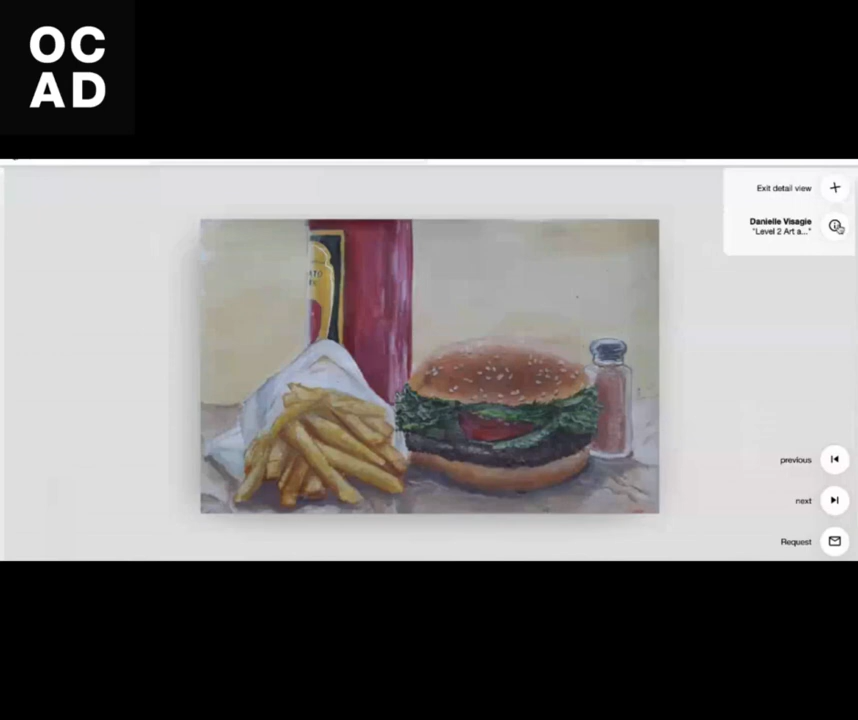 OC
AD
Exit detail view
Danielle Visagie
"Level 2 Art a..."
previous
next
Request